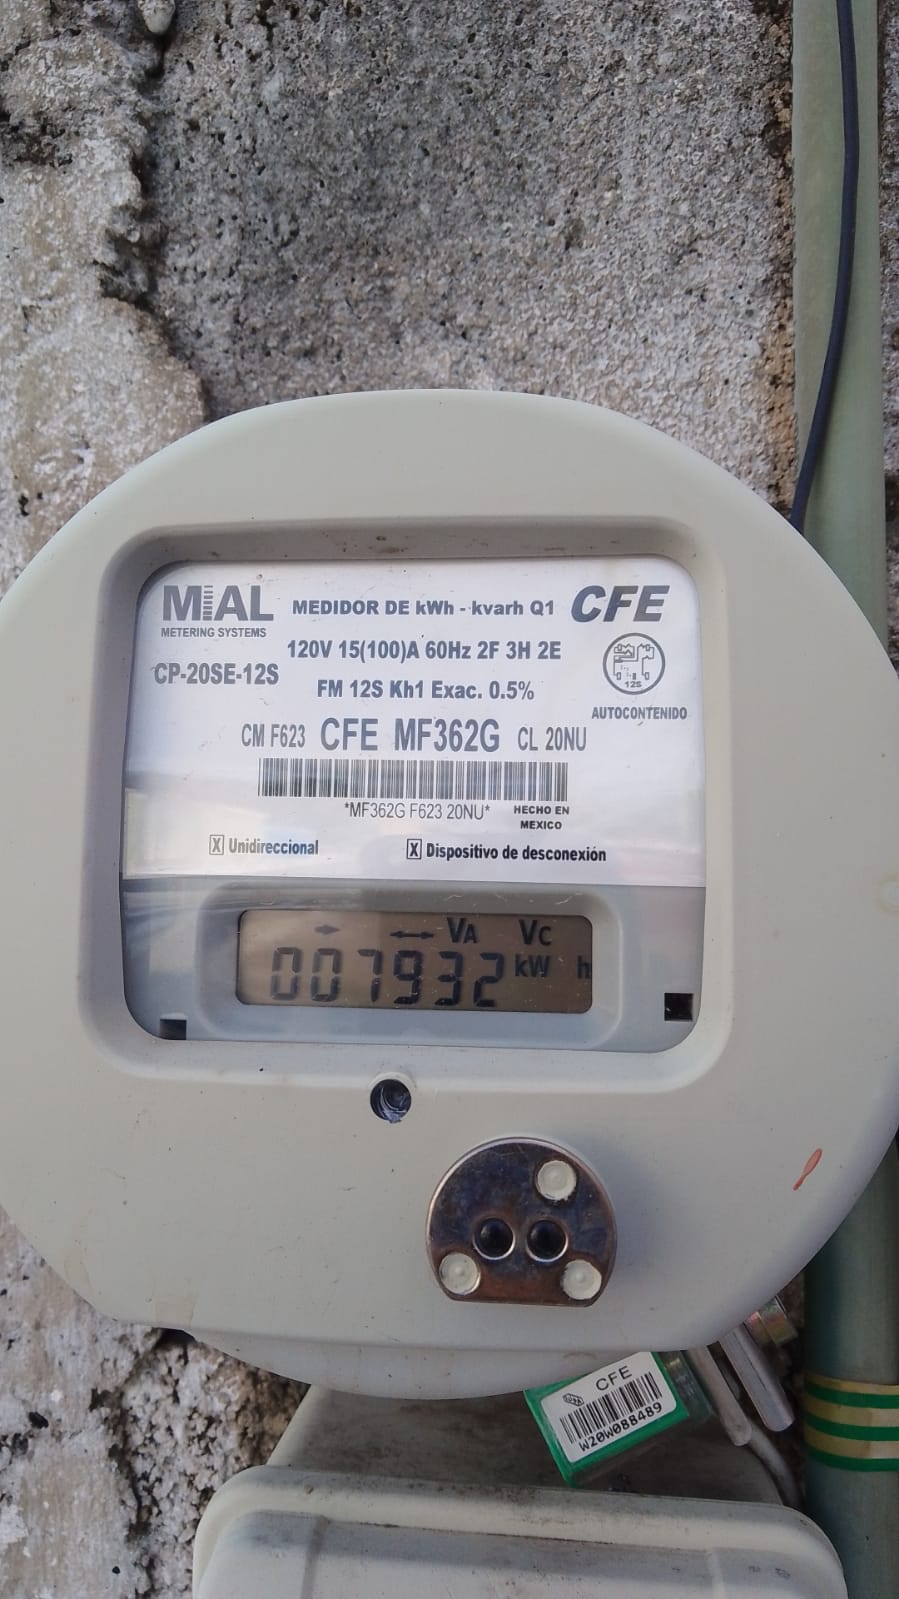 MIAL
METERING SYSTEMS
MEDIDOR DE kWh - kvarh Q1
CFE
120V 15(100)A 60Hz 2F 3H 2E
CP-20SE-12S
FM 12S Kh1 Exac. 0.5%
12S
AUTOCONTENIDO
CM F623 CFE MF362G CL 20NU
*MF362G F623 20NU*
HECHO EN
MEXICO
X Unidireccional
X Dispositivo de desconexión
VA VC
007932 kW h
CFE
W20W088489